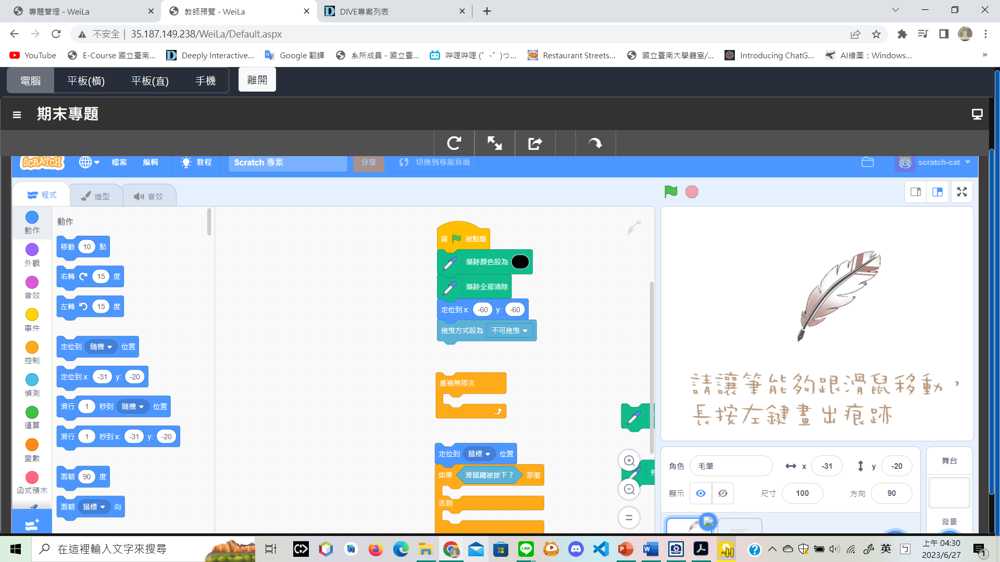 專題管理 - WeiLa
教師預覽 - WeiLa
DIVE專案列表
不安全 | 35.187.149.238/WeiLa/Default.aspx
YouTube
E-Course 國立臺南...
Deeply Interactive...
Google 翻譯
系所成員 - 國立臺...
哔哩哔哩 (゜-゜)つ...
Restaurant Streets...
國立臺南大學廳室/...
Introducing ChatG...
AI繪圖：Windows...
»
電腦
平板(橫)
平板(直)
手機
離開
期末專題
SCRATCH
檔案
編輯
教程
Scratch 專案
分享
切換到專案頁面
scratch-cat
程式
造型
音效
動作
外觀
音效
事件
控制
偵測
運算
變數
函式積木
動作
移動 10 點
右轉 15 度
左轉 15 度
定位到 隨機 位置
定位到 x: -31 y: -20
滑行 1 秒到 隨機 位置
滑行 1 秒到 x: -31 y: -20
面朝 90 度
面朝 鼠標 向
當 被點擊
筆跡顏色設為
筆跡全部清除
定位到 x: -60 y: -60
拖曳方式設為 不可拖曳
重複無限次
定位到 鼠標 位置
如果 滑鼠鍵被按下？ 那麼
否則
請讓筆能夠跟滑鼠移動，
長按左鍵畫出痕跡
角色 毛筆 x -31 y -20
顯示 尺寸 100 方向 90
舞台
背景
在這裡輸入文字來搜尋
英
上午 04:30
2023/6/27
1